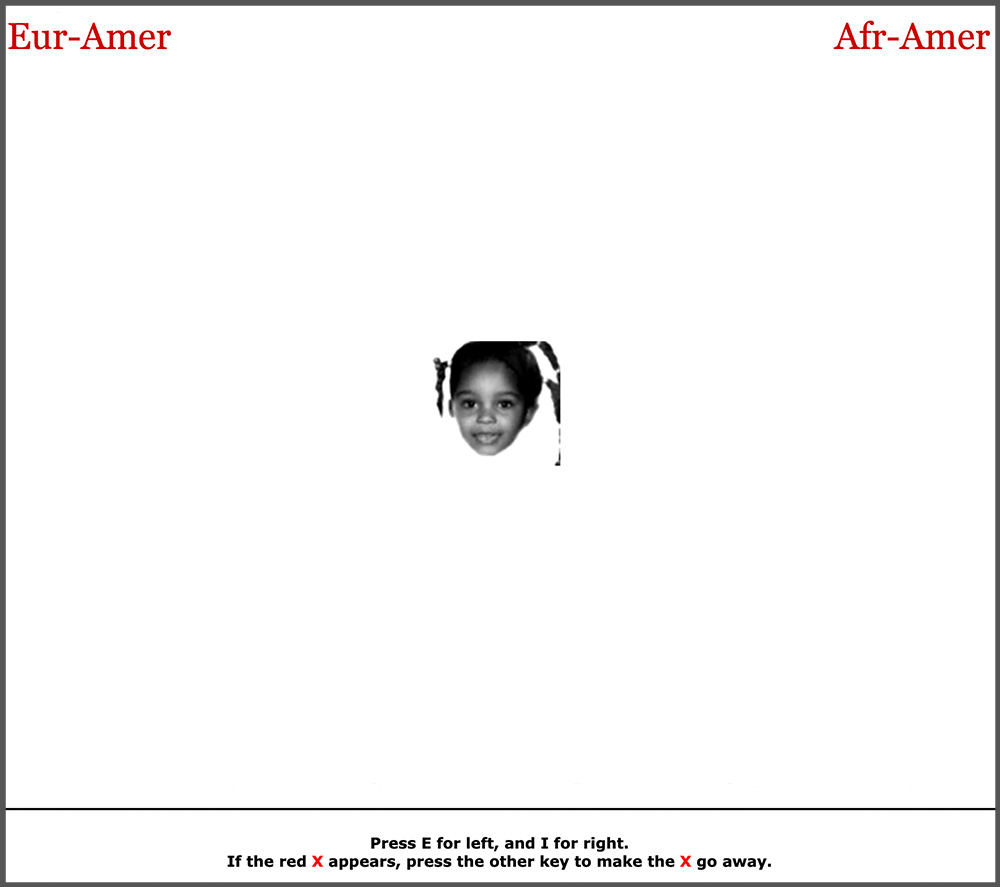 Eur-Amer
Afr-Amer
Press E for left, and I for right.
If the red X appears, press the other key to make the X go away.